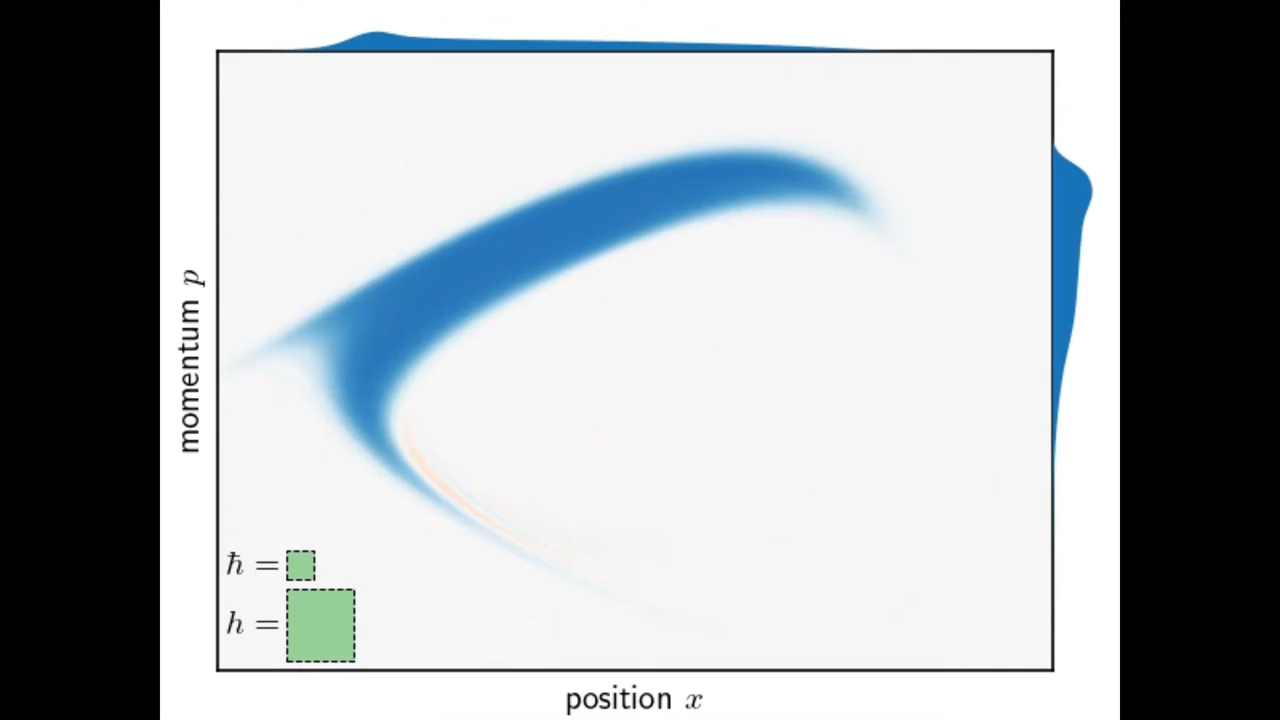 momentum p
ħ =
h =
position x